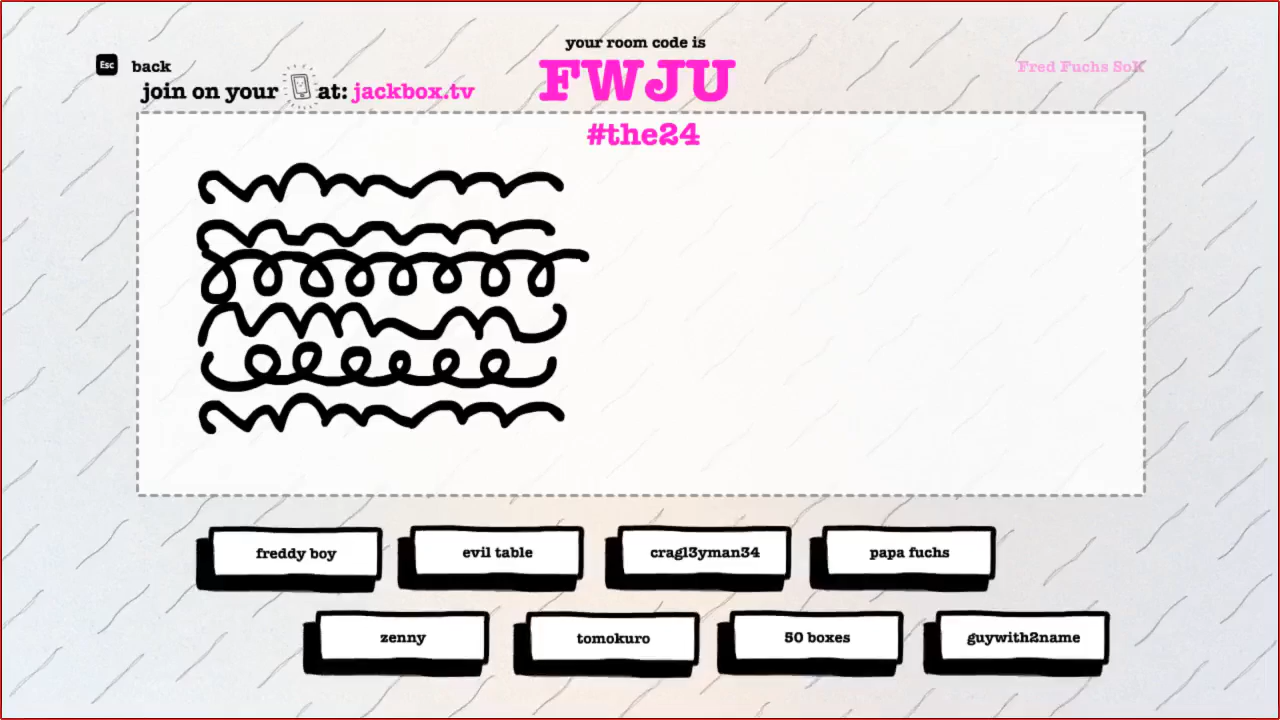 your room code is
Esc back
FWJU
Fred Fuchs SoK
join on your at: jackbox.tv
#the24
freddy boy
evil table
crag13yman34
papa fuchs
zenny
tomokuro
50 boxes
guywith2name